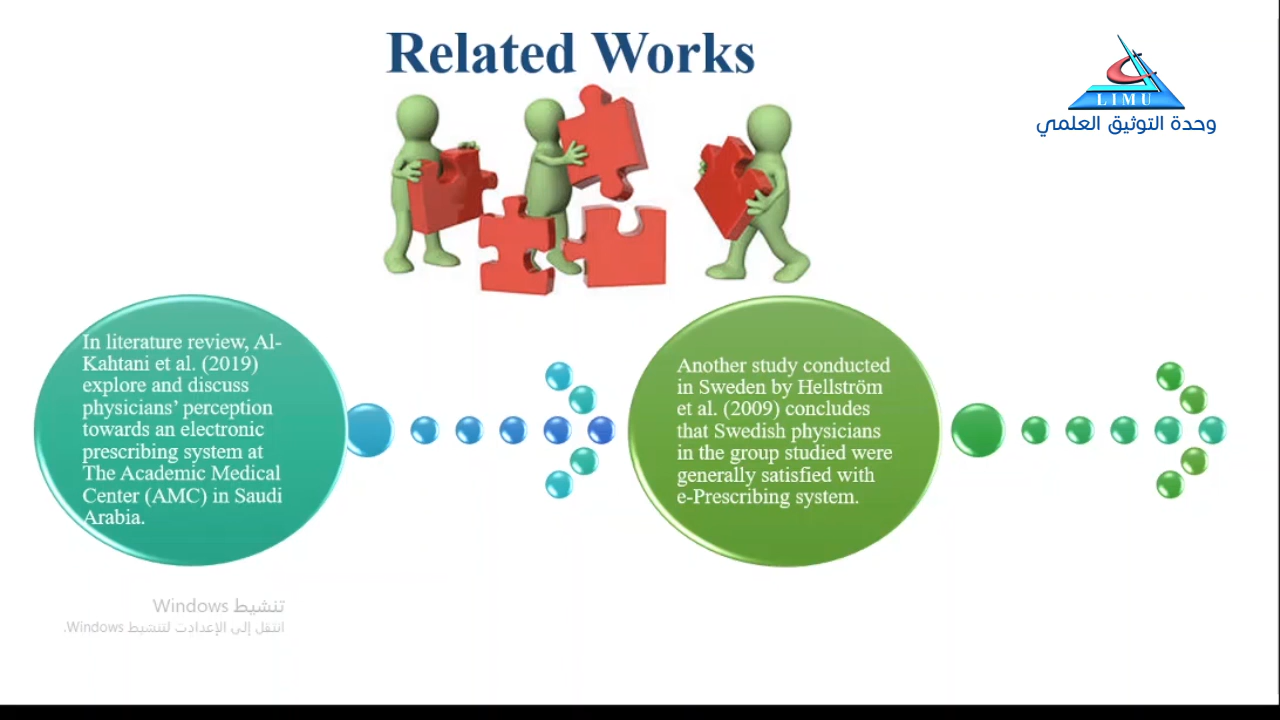 Related Works
LIMU
وحدة التوثيق العلمي
In literature review, Al-
Kahtani et al. (2019)
explore and discuss
physicians’ perception
towards an electronic
prescribing system at
The Academic Medical
Center (AMC) in Saudi
Arabia.
Another study conducted
in Sweden by Hellström
et al. (2009) concludes
that Swedish physicians
in the group studied were
generally satisfied with
e-Prescribing system.
تنشيط Windows
انتقل إلى الإعدادت لتنشيط Windows.